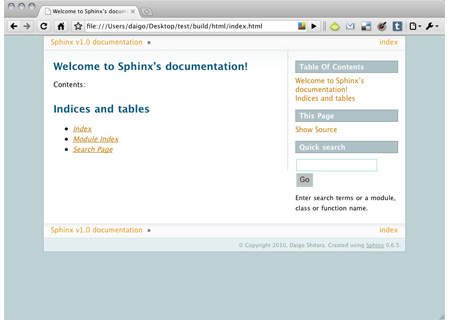 Welcome to Sphinx's docume
file:///Users/daigo/Desktop/test/build/html/index.html
Sphinx v1.0 documentation »
index
Welcome to Sphinx's documentation!
Contents:
Indices and tables
Index
Module Index
Search Page
Table Of Contents
Welcome to Sphinx's
documentation!
Indices and tables
This Page
Show Source
Quick search
Go
Enter search terms or a module,
class or function name.
Sphinx v1.0 documentation »
index
© Copyright 2010, Daigo Shitara. Created using Sphinx 0.6.5.